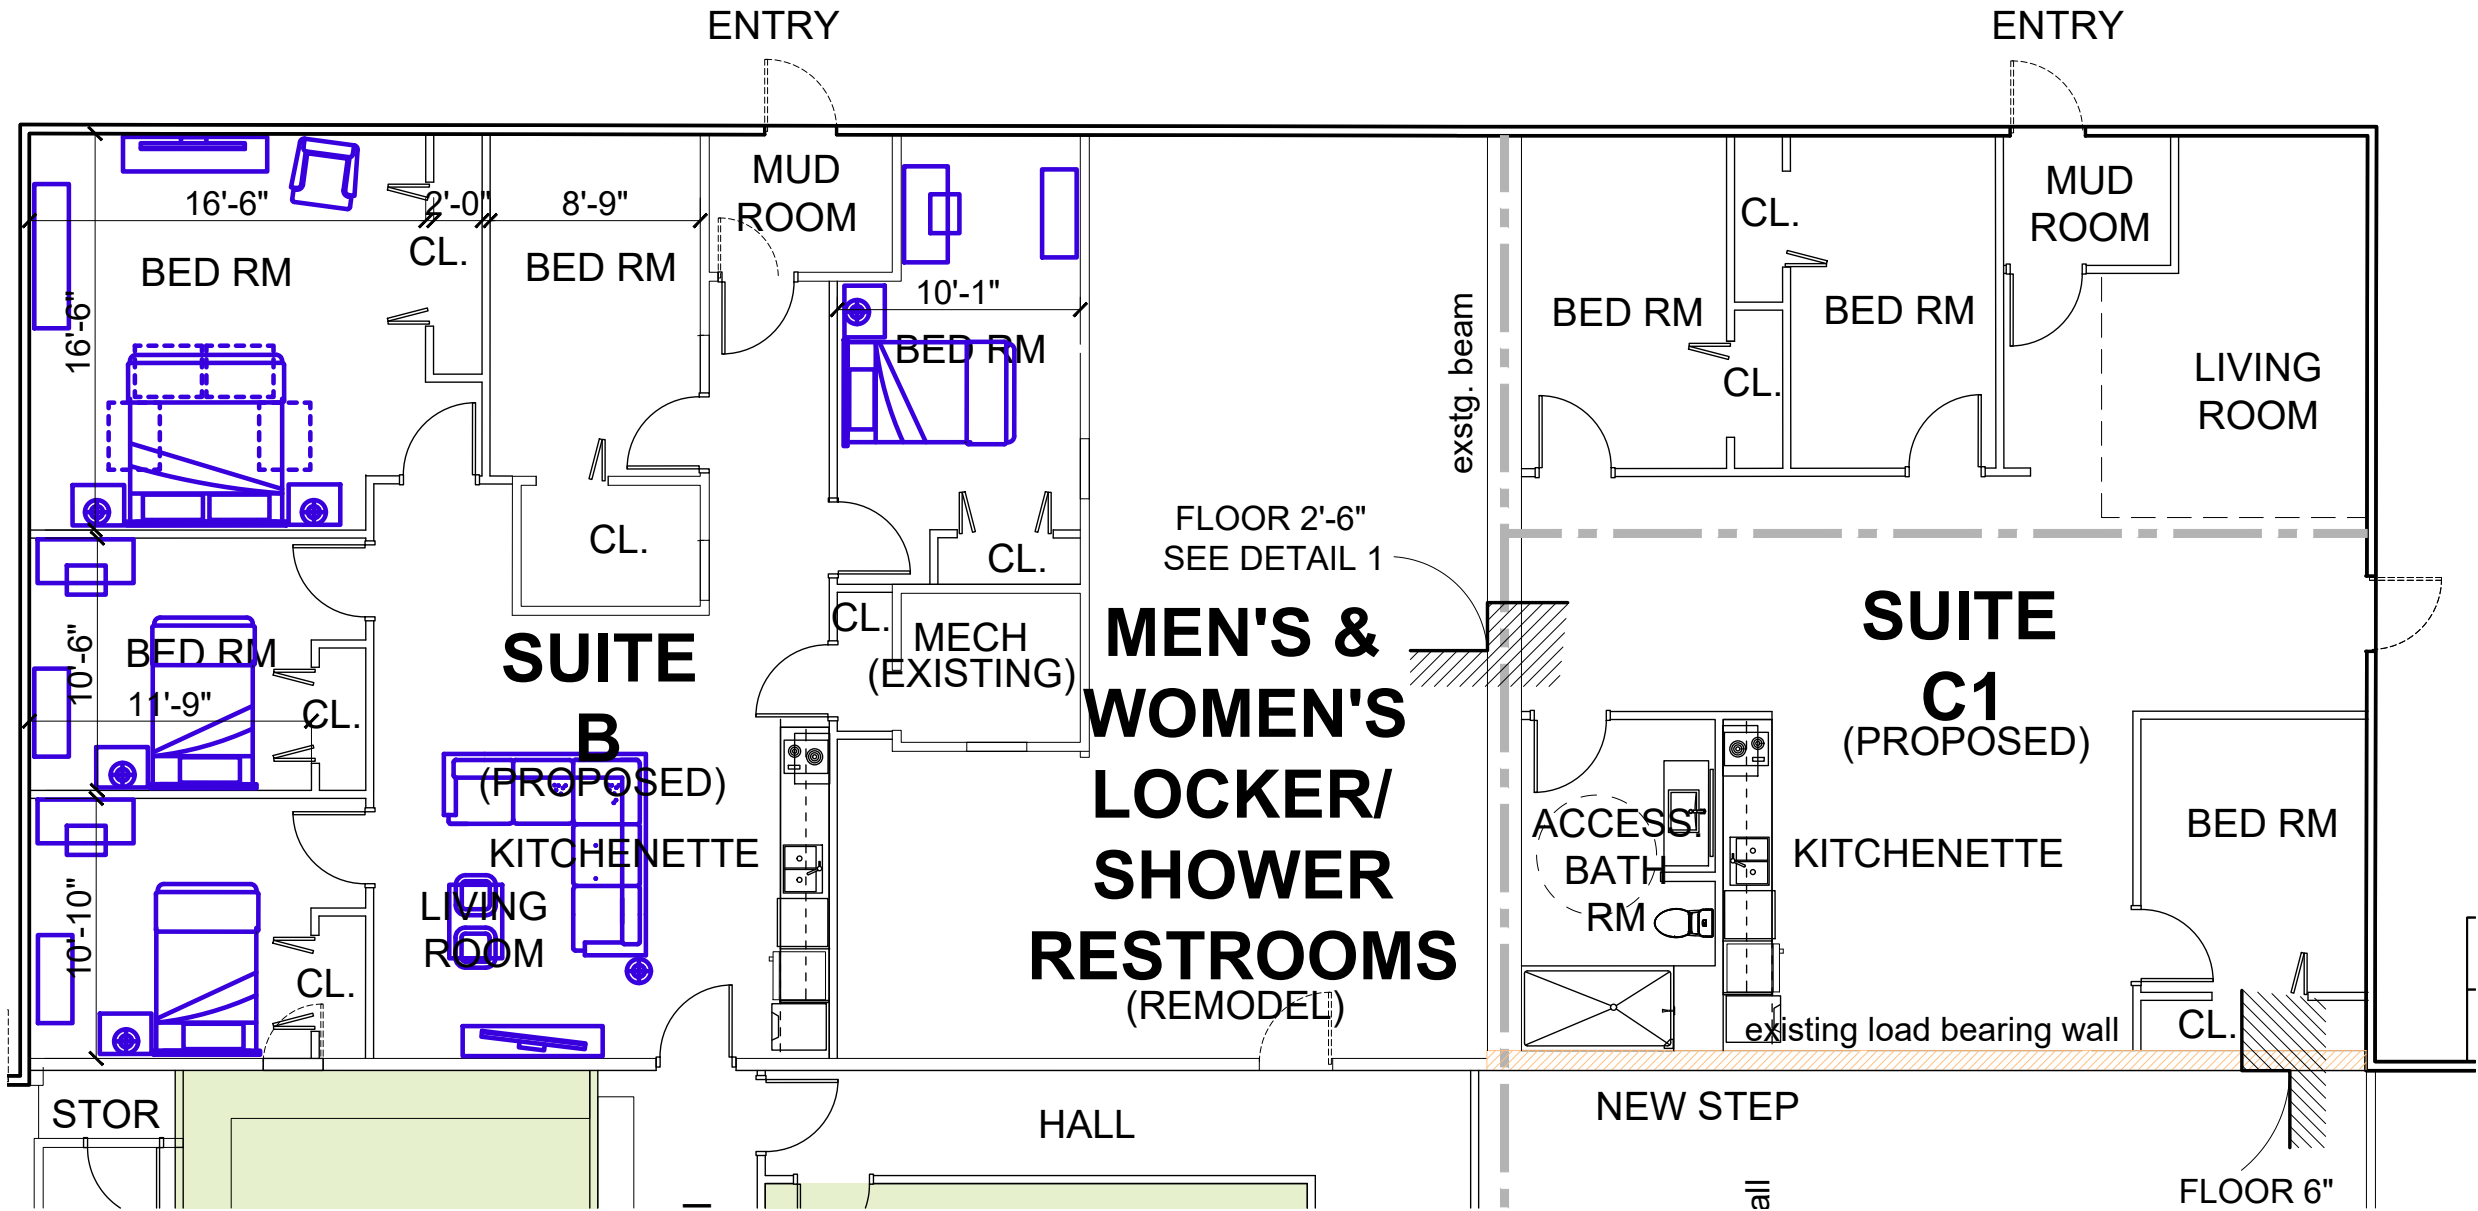 ENTRY
ENTRY
MUD
ROOM
16'-6"
2'-0"
8'-9"
CL.
BED RM
BED RM
16'-6"
10'-1"
BED RM
CL.
CL.
CL.
MECH
(EXISTING)
CL.
BED RM
10'-6"
11'-9"
CL.
SUITE
B
(PROPOSED)
KITCHENETTE
LIVING
ROOM
10'-10"
CL.
FLOOR 2'-6"
SEE DETAIL 1
exstg. beam
MEN'S &
WOMEN'S
LOCKER/
SHOWER
RESTROOMS
(REMODEL)
MUD
ROOM
CL.
BED RM
BED RM
CL.
LIVING
ROOM
SUITE
C1
(PROPOSED)
ACCESS.
BATH
RM
KITCHENETTE
BED RM
CL.
existing load bearing wall
STOR
HALL
NEW STEP
FLOOR 6"